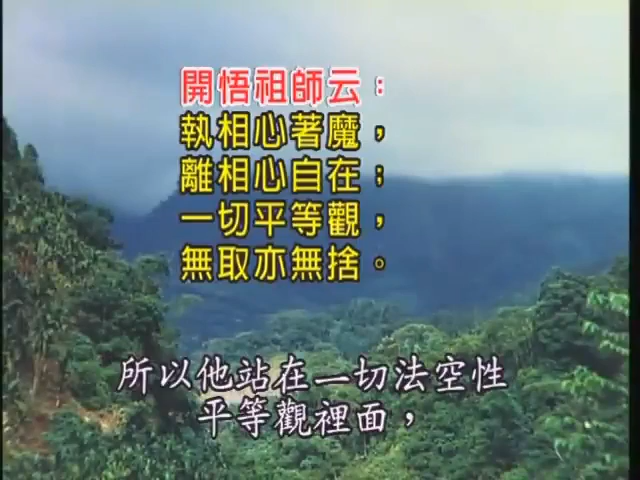 開悟祖師云：
執相心著魔，
離相心自在；
一切平等觀，
無取亦無捨。
所以他站在一切法空性
平等觀裡面，